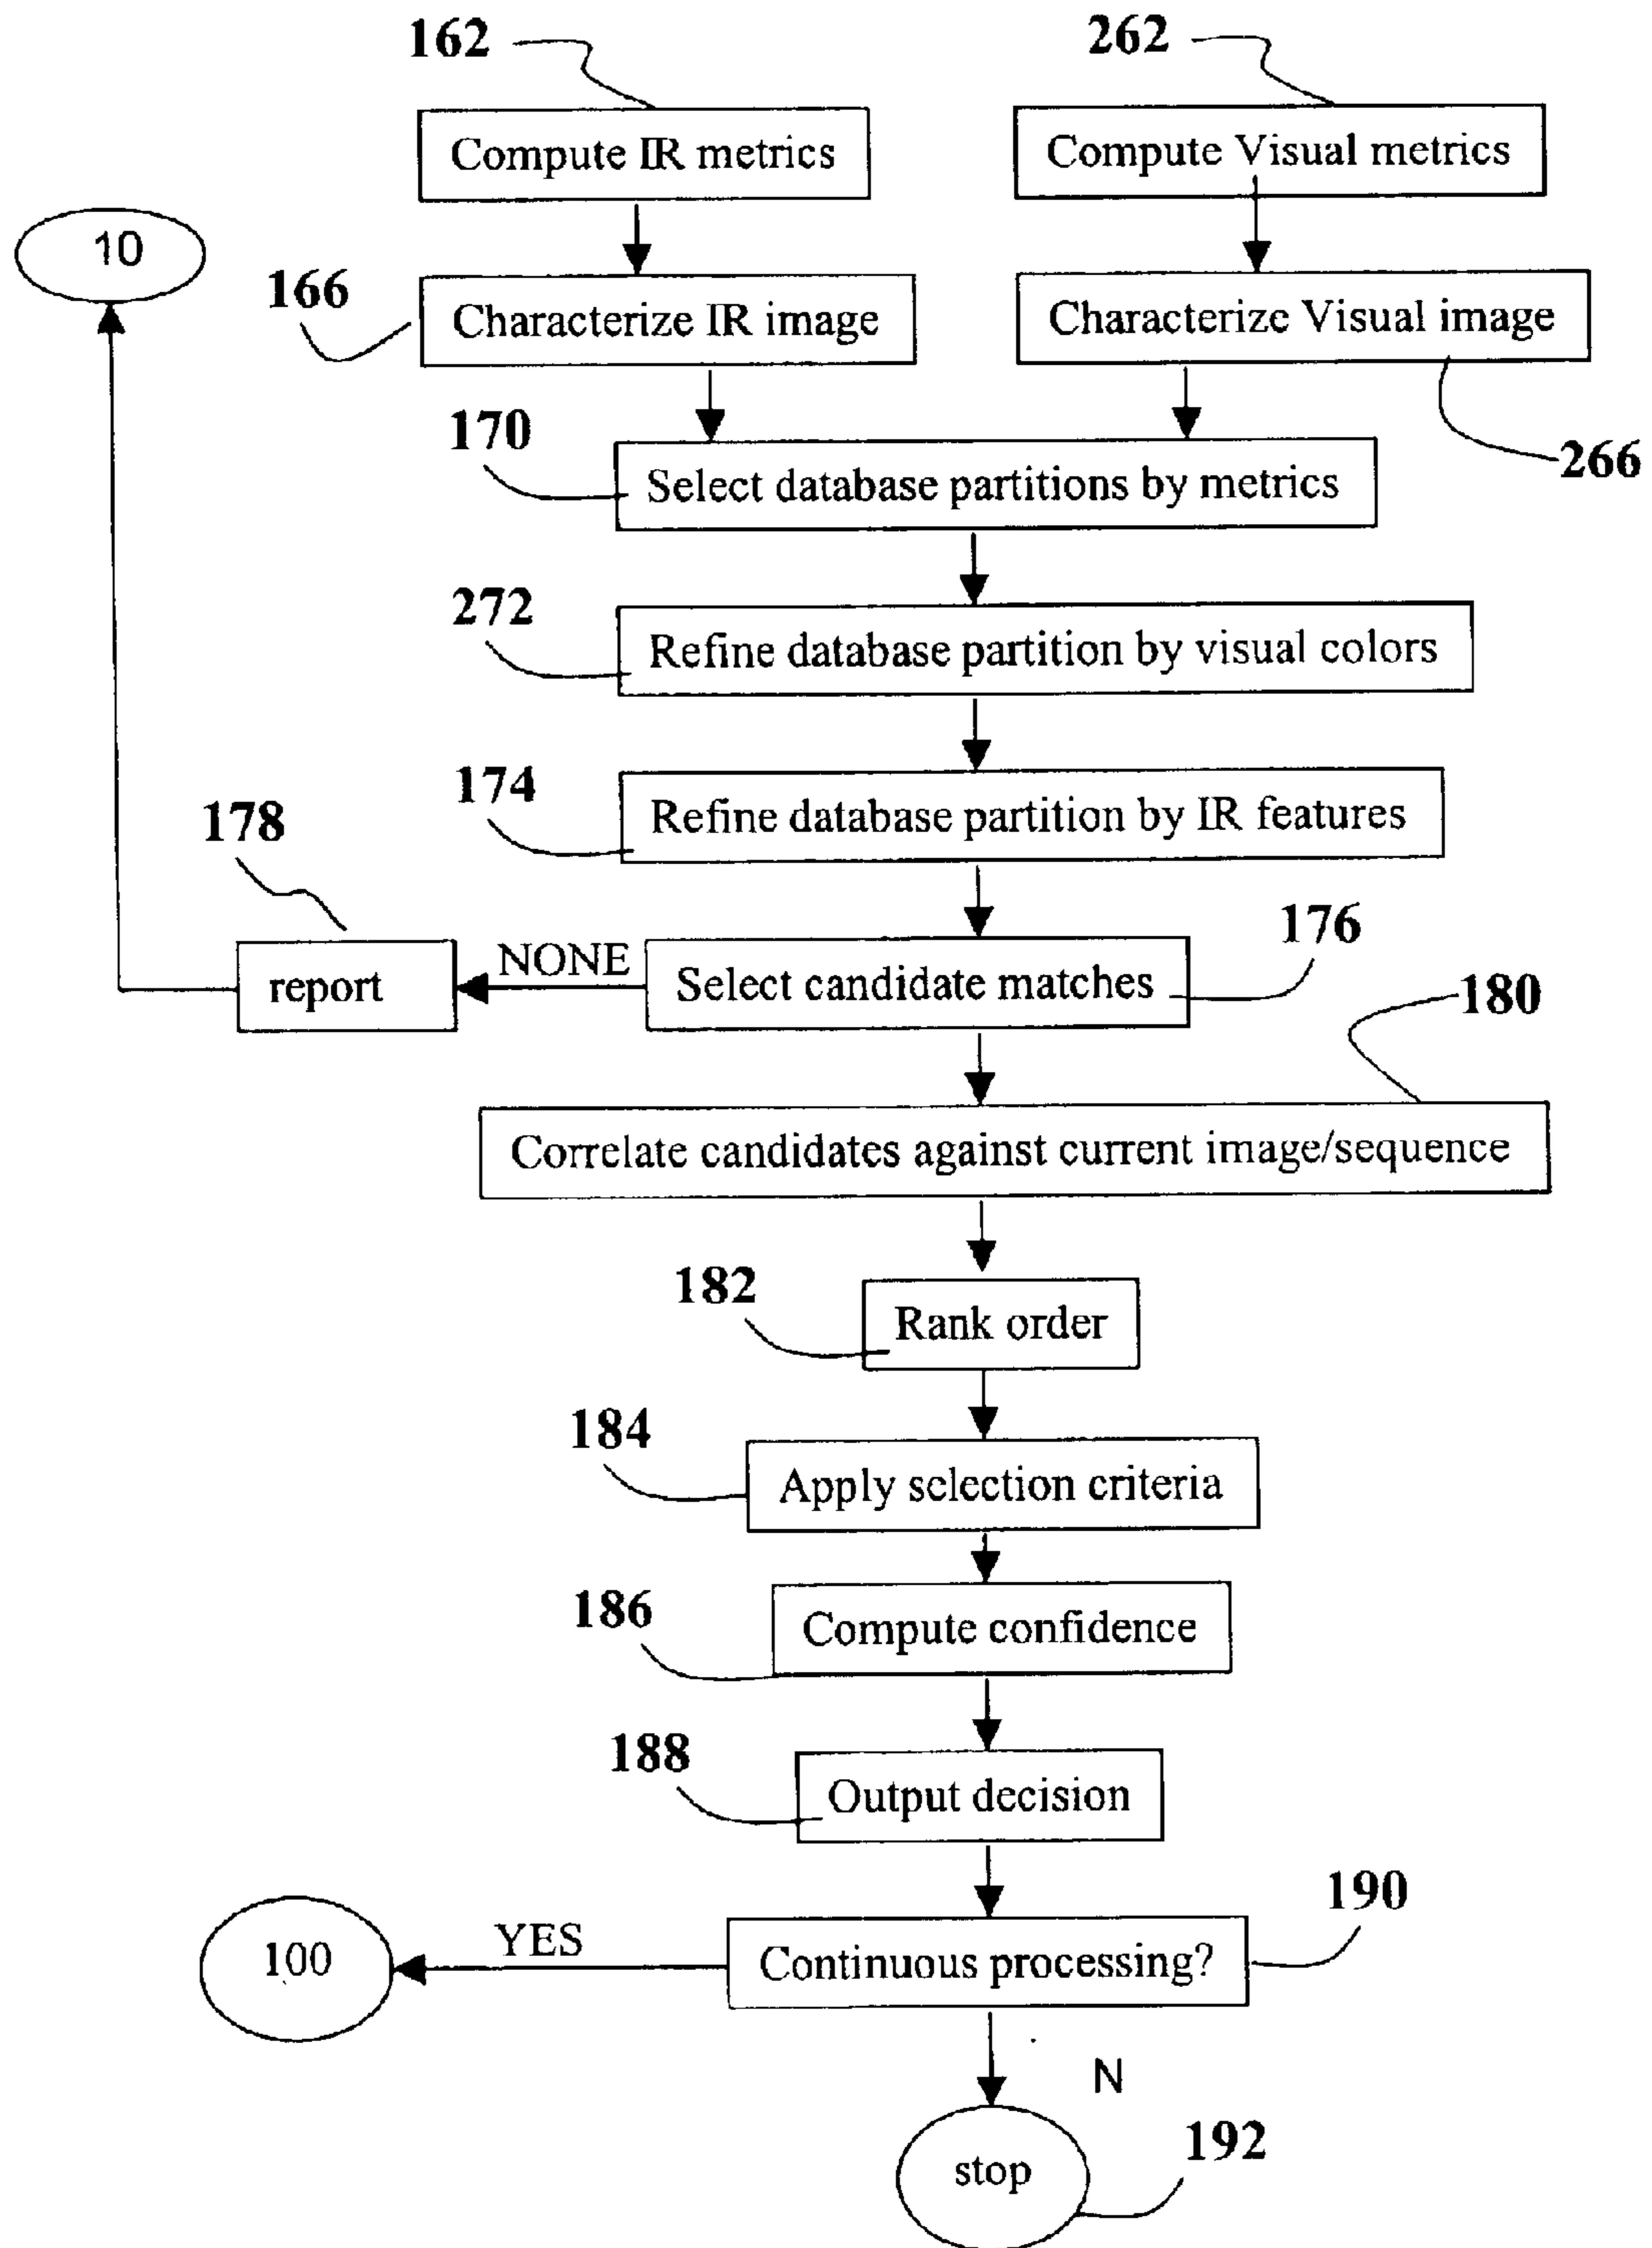 162
262
Compute IR metrics
Compute Visual metrics
10
166
Characterize IR image
Characterize Visual image
170
266
Select database partitions by metrics
272
Refine database partition by visual colors
174
Refine database partition by IR features
178
176
NONE
report
Select candidate matches
180
Correlate candidates against current image/sequence
182
Rank order
184
Apply selection criteria
186
Compute confidence
188
Output decision
190
YES
100
Continuous processing?
N
192
stop